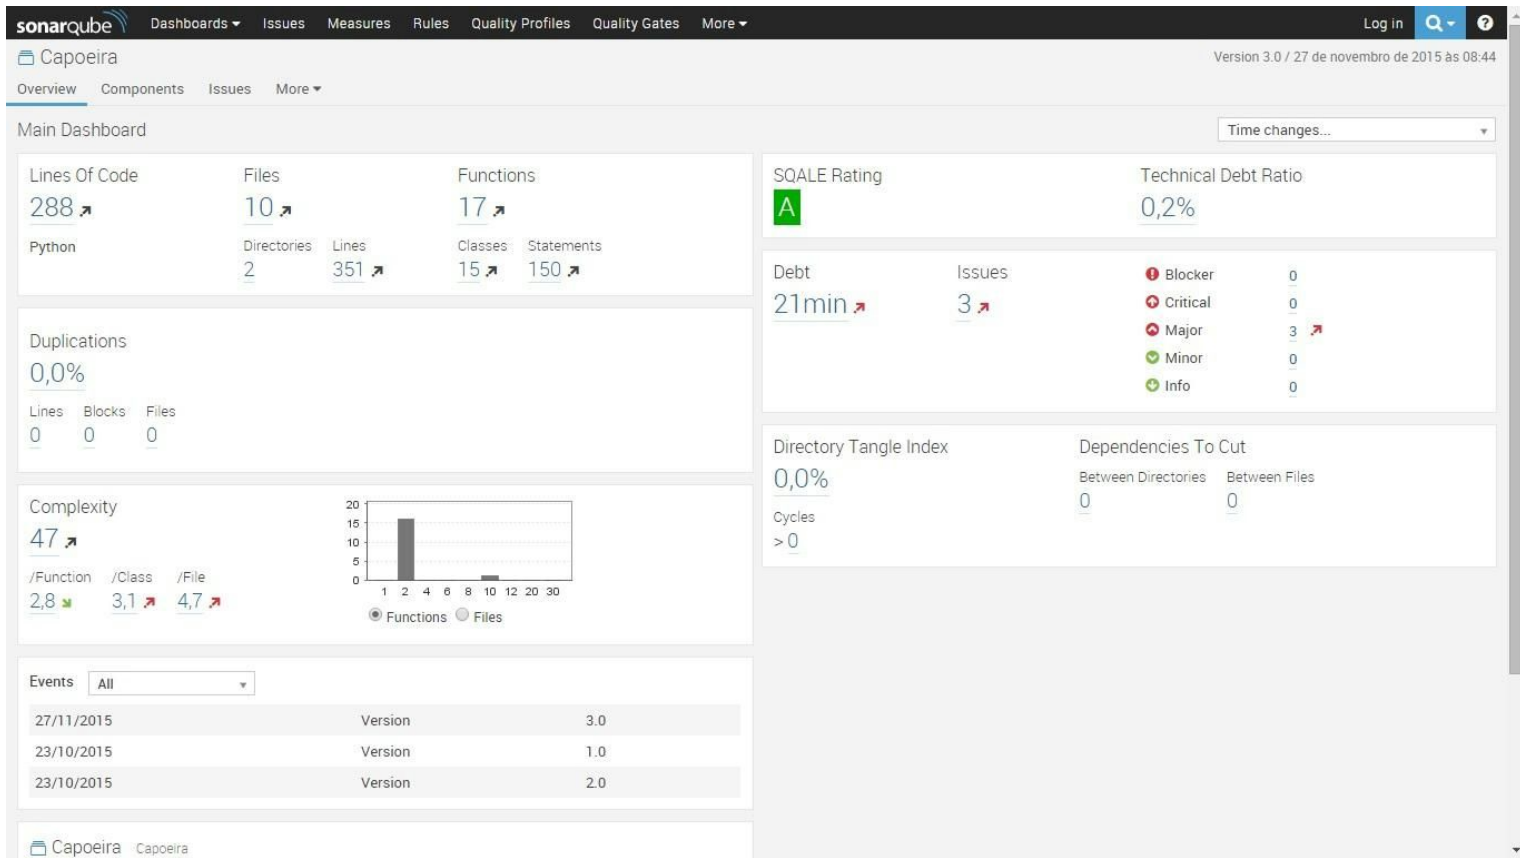 sonarqube Dashboards Issues Measures Rules Quality Profiles Quality Gates More Log in
Capoeira Version 3.0 / 27 de novembro de 2015 às 08:44
Overview Components Issues More
Main Dashboard Time changes...
Lines Of Code Files Functions
288 10 17
Python Directories Lines Classes Statements
2 351 15 150
Duplications
0,0%
Lines Blocks Files
0 0 0
Complexity
47
/Function /Class /File
2,8 3,1 4,7
20
15
10
5
0
1 2 4 6 8 10 12 20 30
Functions Files
Events All
27/11/2015 Version 3.0
23/10/2015 Version 1.0
23/10/2015 Version 2.0
Capoeira Capoeira
SQALE Rating Technical Debt Ratio
A 0,2%
Debt Issues
21min 3
Blocker 0
Critical 0
Major 3
Minor 0
Info 0
Directory Tangle Index Dependencies To Cut
0,0% Between Directories Between Files
0 0
Cycles
> 0